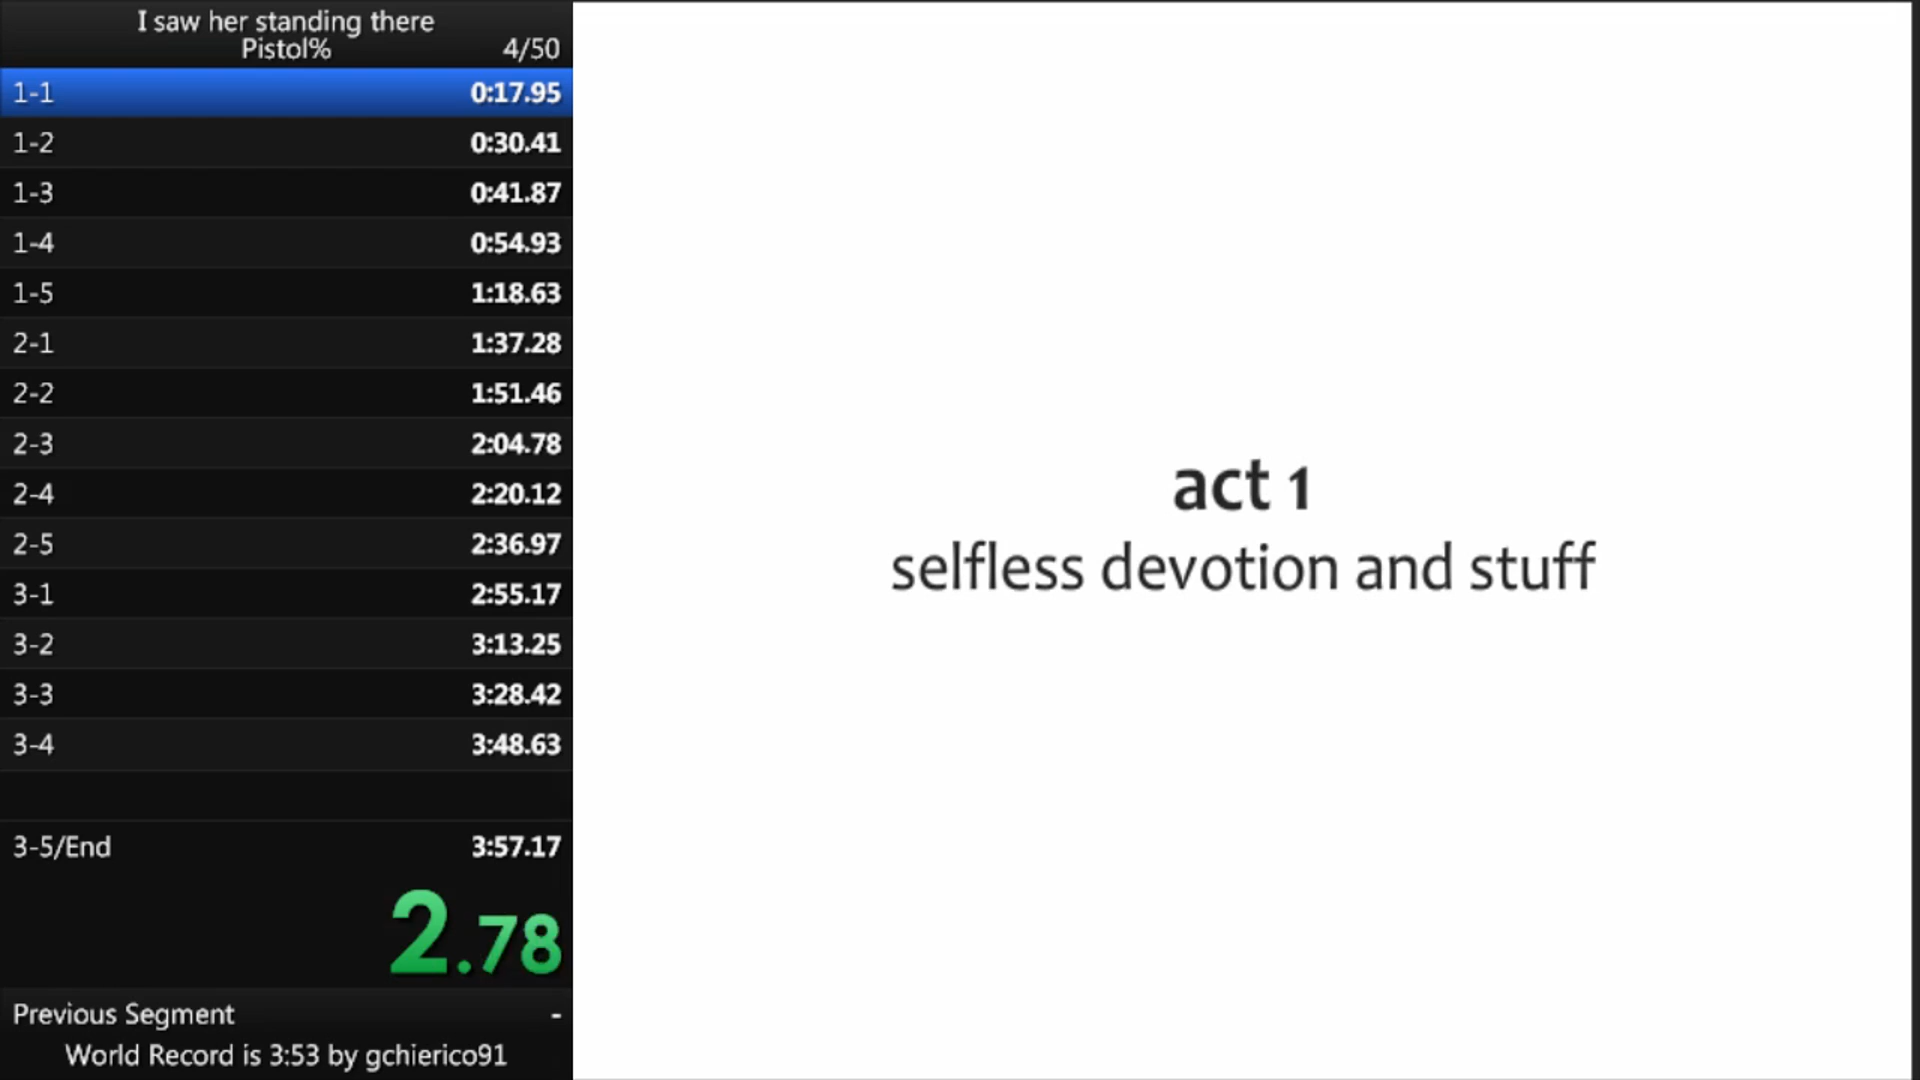 I saw her standing there
Pistol% 4/50
1-1 0:17.95
1-2 0:30.41
1-3 0:41.87
1-4 0:54.93
1-5 1:18.63
2-1 1:37.28
2-2 1:51.46
2-3 2:04.78
2-4 2:20.12
2-5 2:36.97
3-1 2:55.17
3-2 3:13.25
3-3 3:28.42
3-4 3:48.63
3-5/End 3:57.17
2.78
Previous Segment -
World Record is 3:53 by gchierico91
act 1
selfless devotion and stuff